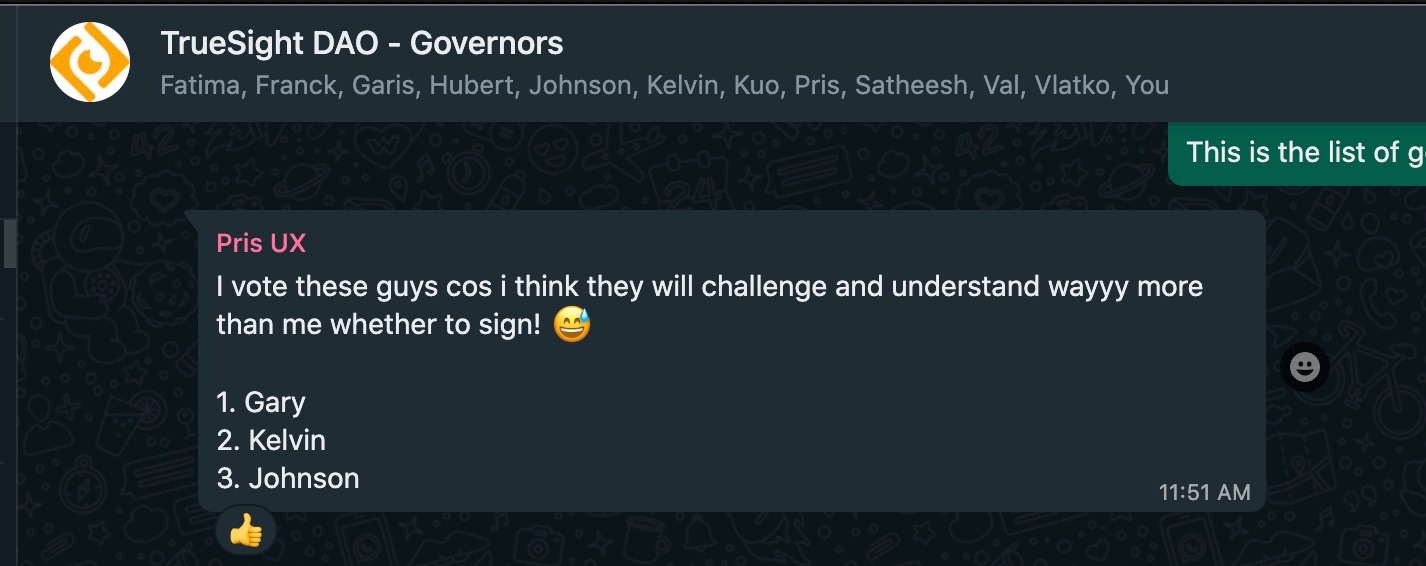 TrueSight DAO - Governors
Fatima, Franck, Garis, Hubert, Johnson, Kelvin, Kuo, Pris, Satheesh, Val, Vlatko, You
This is the list of g
Pris UX
I vote these guys cos i think they will challenge and understand wayyy more
than me whether to sign! 😅
1. Gary
2. Kelvin
3. Johnson
11:51 AM